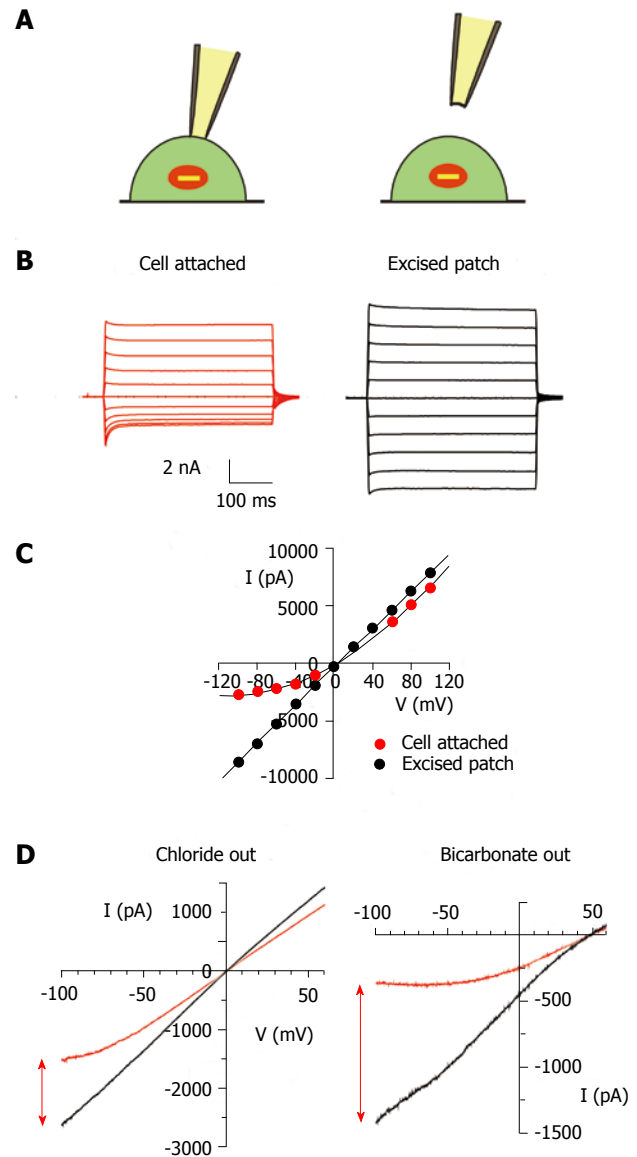 A
B
Cell attached
Excised patch
2 nA
100 ms
C
10000
I (pA)
5000
0
-120 -80 -40 0 40 80 120
V (mV)
-5000
-10000
Cell attached
Excised patch
D
Chloride out
Bicarbonate out
I (pA)
1000
-100 -50 50
V (mV)
-1000
-2000
-3000
-100 -50 50
-500
-1000
I (pA)
-1500